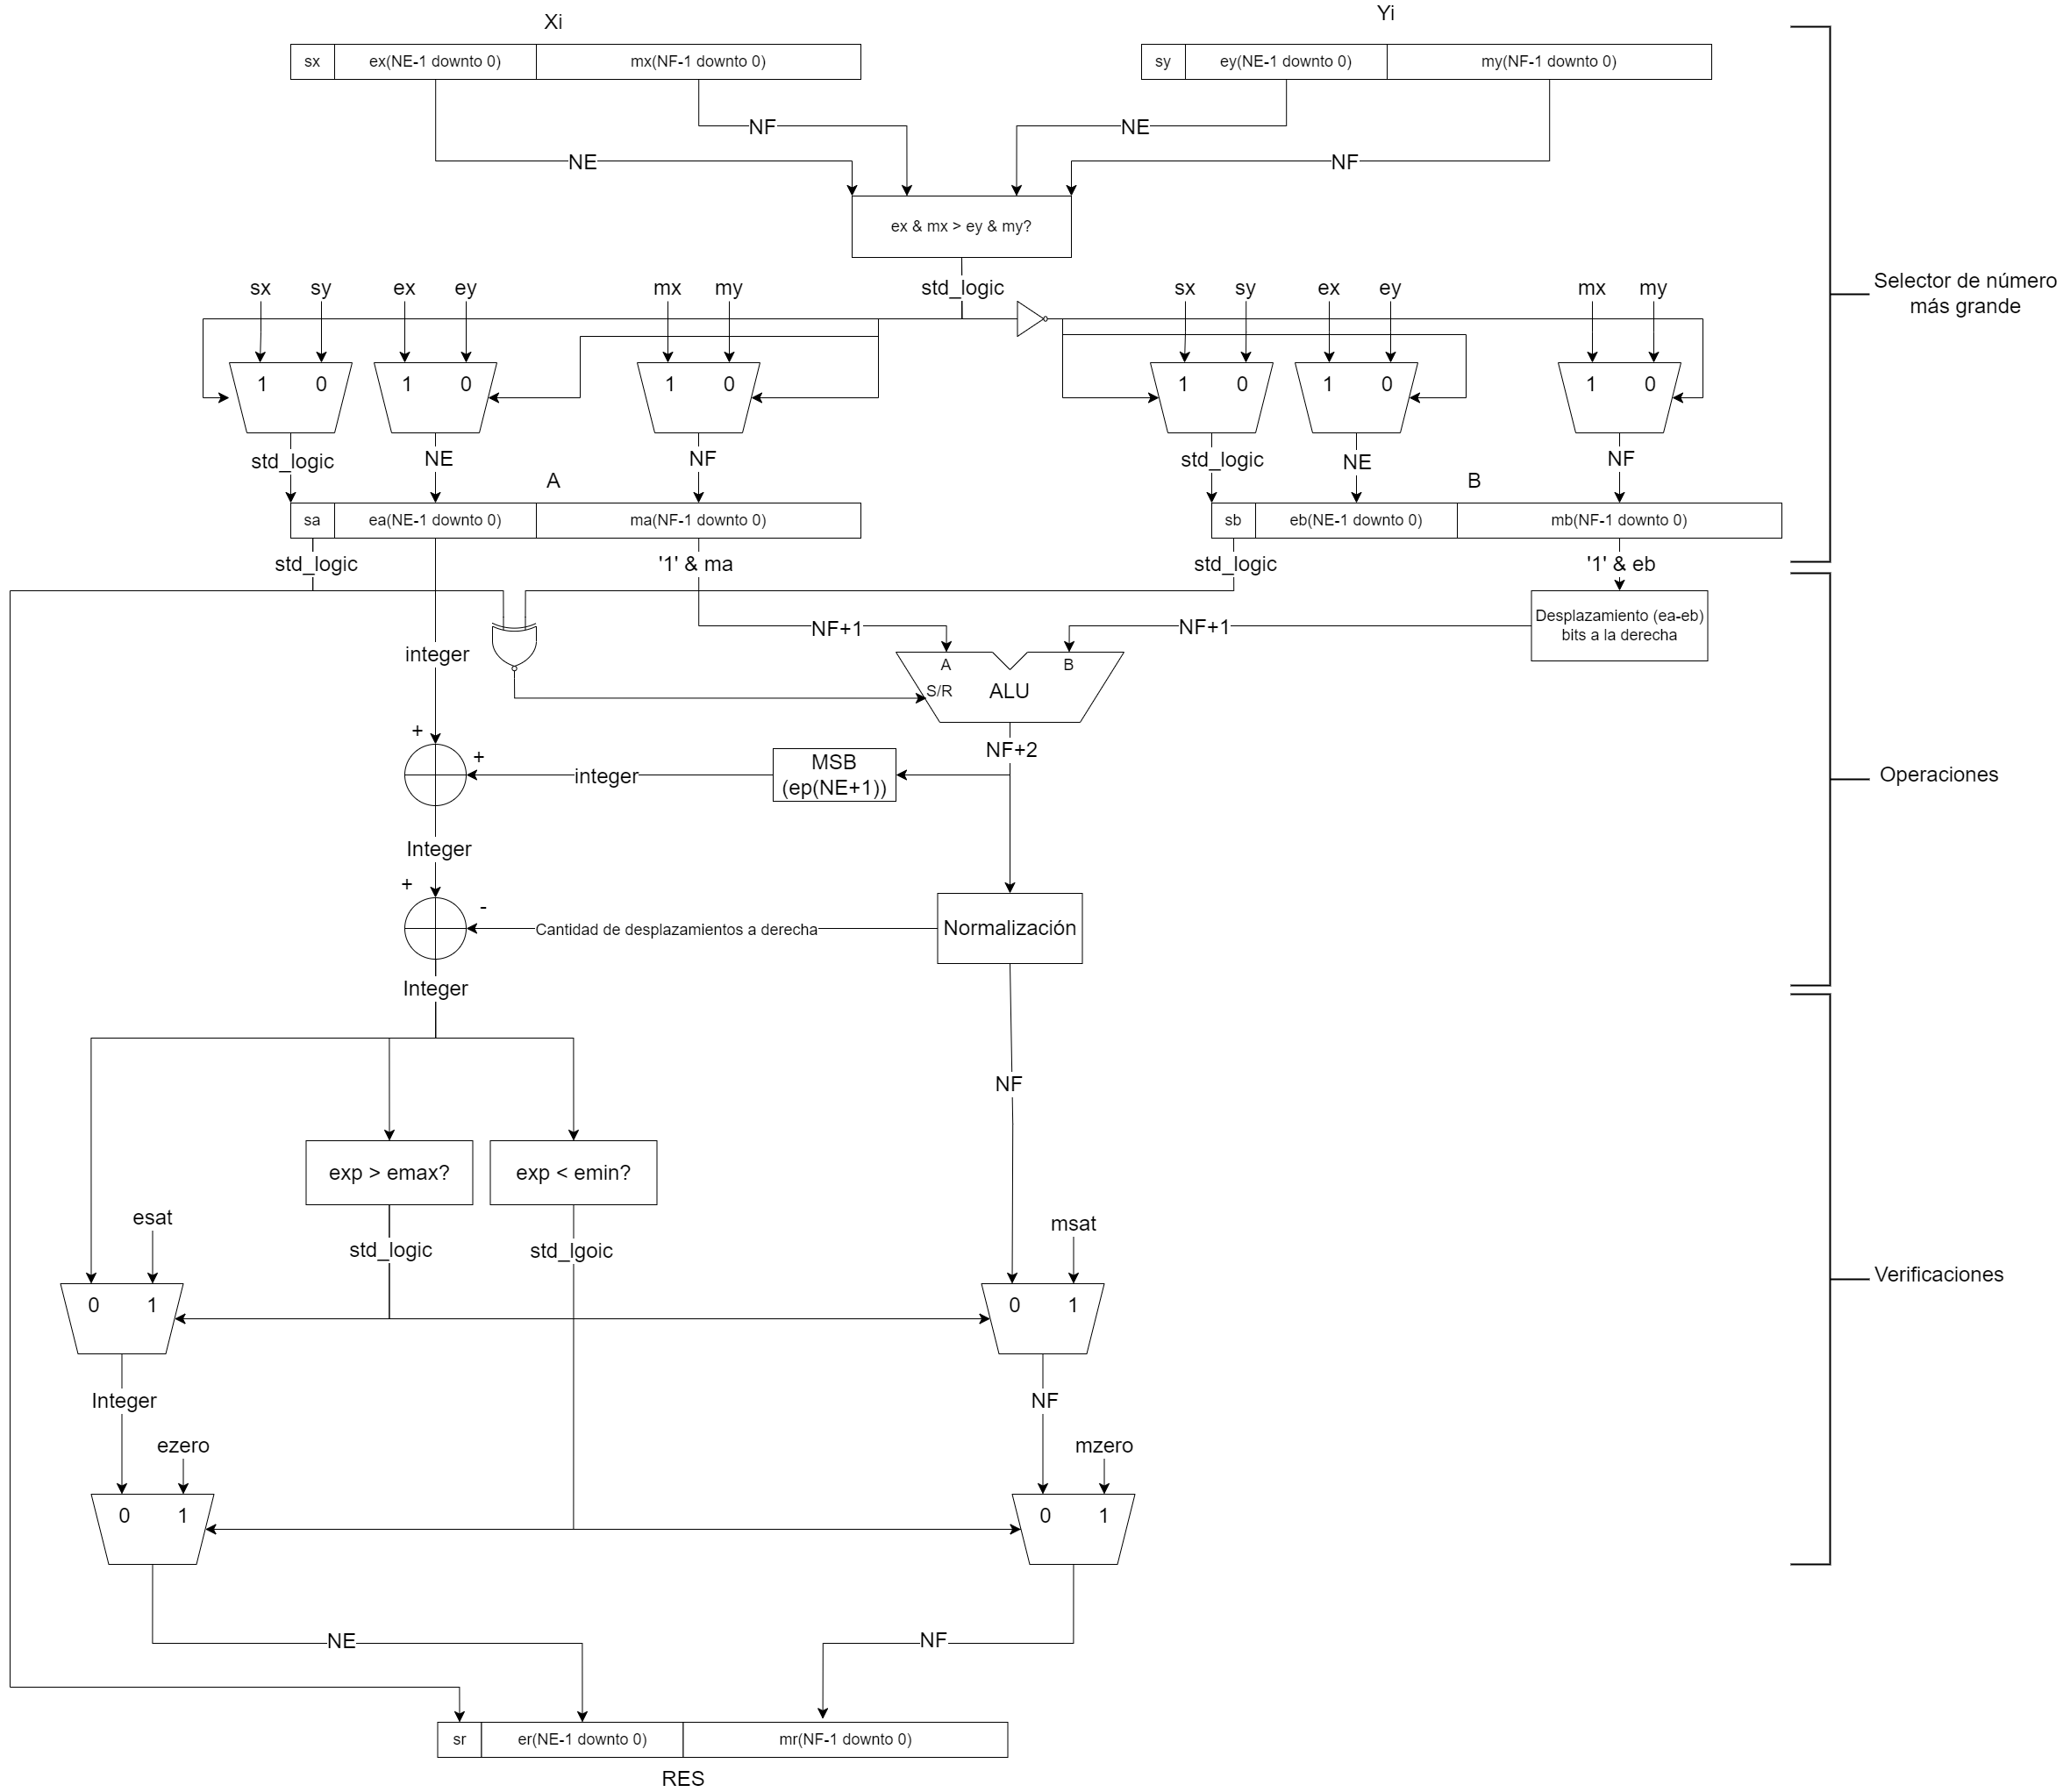 Xi
Yi
sx ex(NE-1 downto 0) mx(NF-1 downto 0)
sy ey(NE-1 downto 0) my(NF-1 downto 0)
NF
NE
NE
NF
ex & mx > ey & my?
Selector de número
más grande
sx sy ex ey mx my
std_logic
sx sy ex ey mx my
1 0
1 0
1 0
1 0
1 0
1 0
std_logic
NE
NF
std_logic
NE
NF
A
B
sa ea(NE-1 downto 0) ma(NF-1 downto 0)
sb eb(NE-1 downto 0) mb(NF-1 downto 0)
std_logic
'1' & ma
std_logic
'1' & eb
Desplazamiento (ea-eb)
bits a la derecha
NF+1
NF+1
integer
A
B
S/R
ALU
+
NF+2
+
integer
MSB
(ep(NE+1))
Operaciones
Integer
+
-
Cantidad de desplazamientos a derecha
Normalización
Integer
NF
exp > emax?
exp < emin?
esat
msat
std_logic
std_lgoic
Verificaciones
0 1
0 1
Integer
NF
ezero
mzero
0 1
0 1
NE
NF
sr er(NE-1 downto 0) mr(NF-1 downto 0)
RES